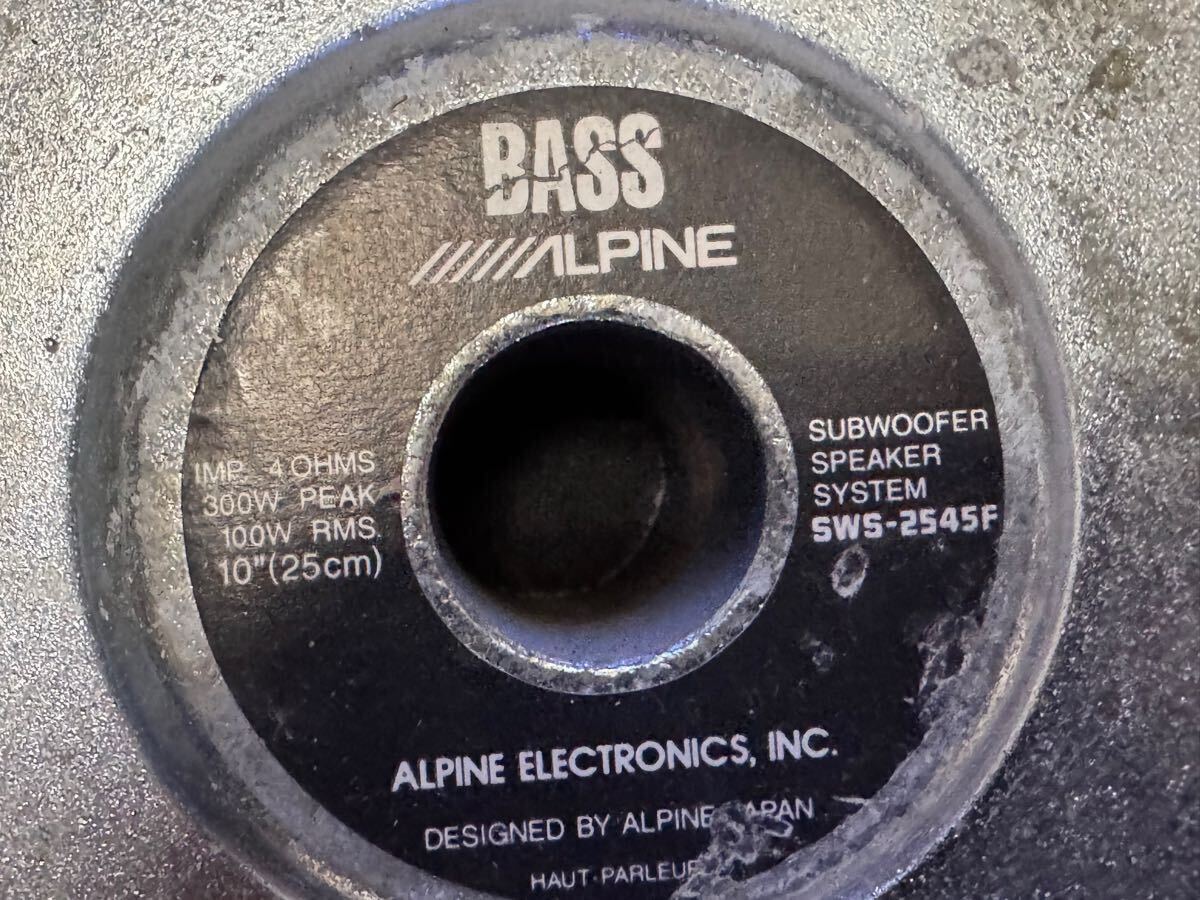 BASS
ALPINE
IMP. 4 OHMS
300W PEAK
100W RMS.
10"(25cm)
SUBWOOFER
SPEAKER
SYSTEM
SWS-2545F
ALPINE ELECTRONICS, INC.
DESIGNED BY ALPINE
HAUT-PARLEUR